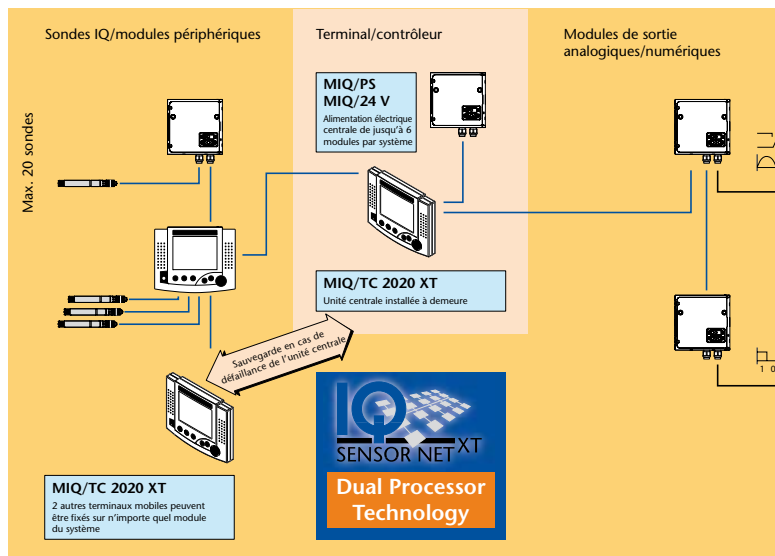 Sondes IQ/modules périphériques
Terminal/contrôleur
Modules de sortie
analogiques/numériques
Max. 20 sondes
MIQ/PS
MIQ/24 V
Alimentation électrique
centrale de jusqu'à 6
modules par système
MIQ/TC 2020 XT
Unité centrale installée à demeure
Sauvegarde en cas de
défaillance de l'unité centrale
MIQ/TC 2020 XT
2 autres terminaux mobiles peuvent
être fixés sur n'importe quel module
du système
IQ
SENSOR NET XT
Dual Processor
Technology
1 0